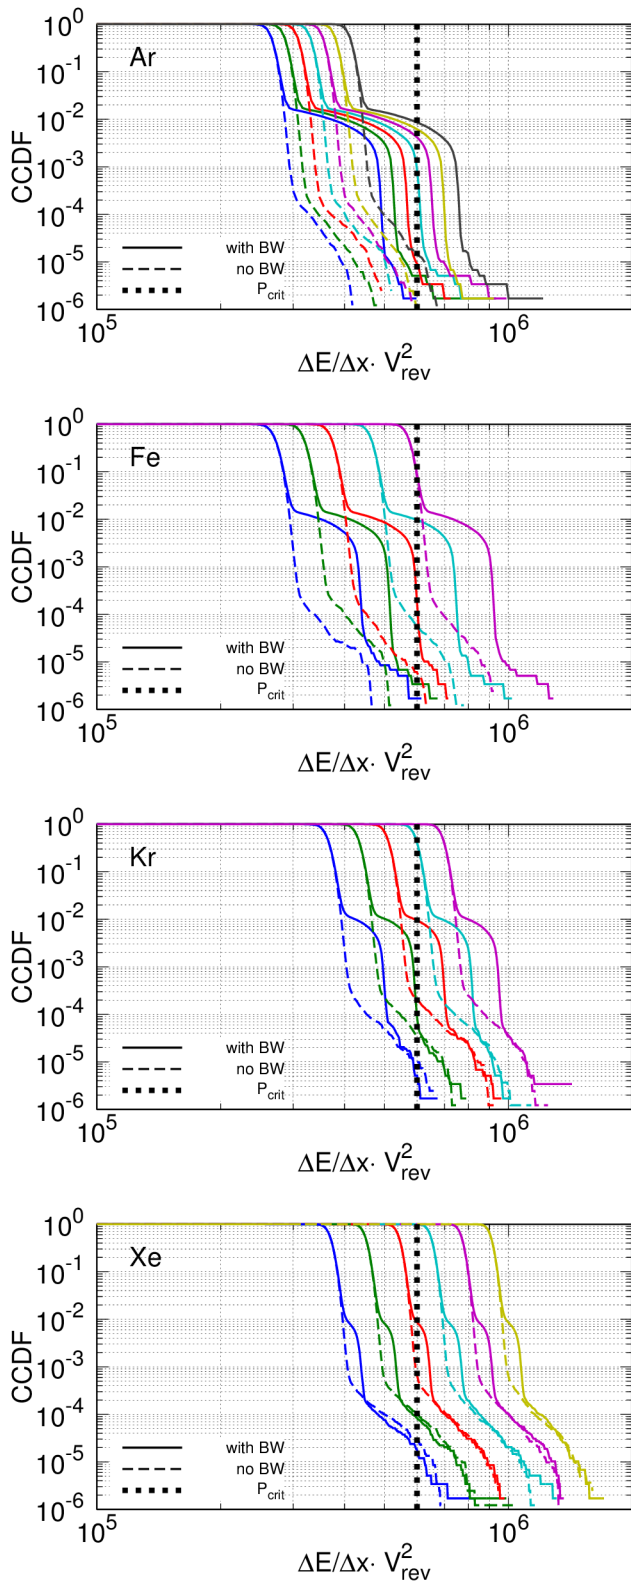 10^0
Ar
10^-1
10^-2
CCDF
10^-3
10^-4
with BW
10^-5
no BW
P_crit
10^-6
10^5
10^6
ΔE/Δx· V_rev^2
10^0
Fe
10^-1
10^-2
CCDF
10^-3
10^-4
with BW
10^-5
no BW
P_crit
10^-6
10^5
10^6
ΔE/Δx· V_rev^2
10^0
Kr
10^-1
10^-2
CCDF
10^-3
10^-4
with BW
10^-5
no BW
P_crit
10^-6
10^5
10^6
ΔE/Δx· V_rev^2
10^0
Xe
10^-1
10^-2
CCDF
10^-3
10^-4
with BW
10^-5
no BW
P_crit
10^-6
10^5
10^6
ΔE/Δx· V_rev^2